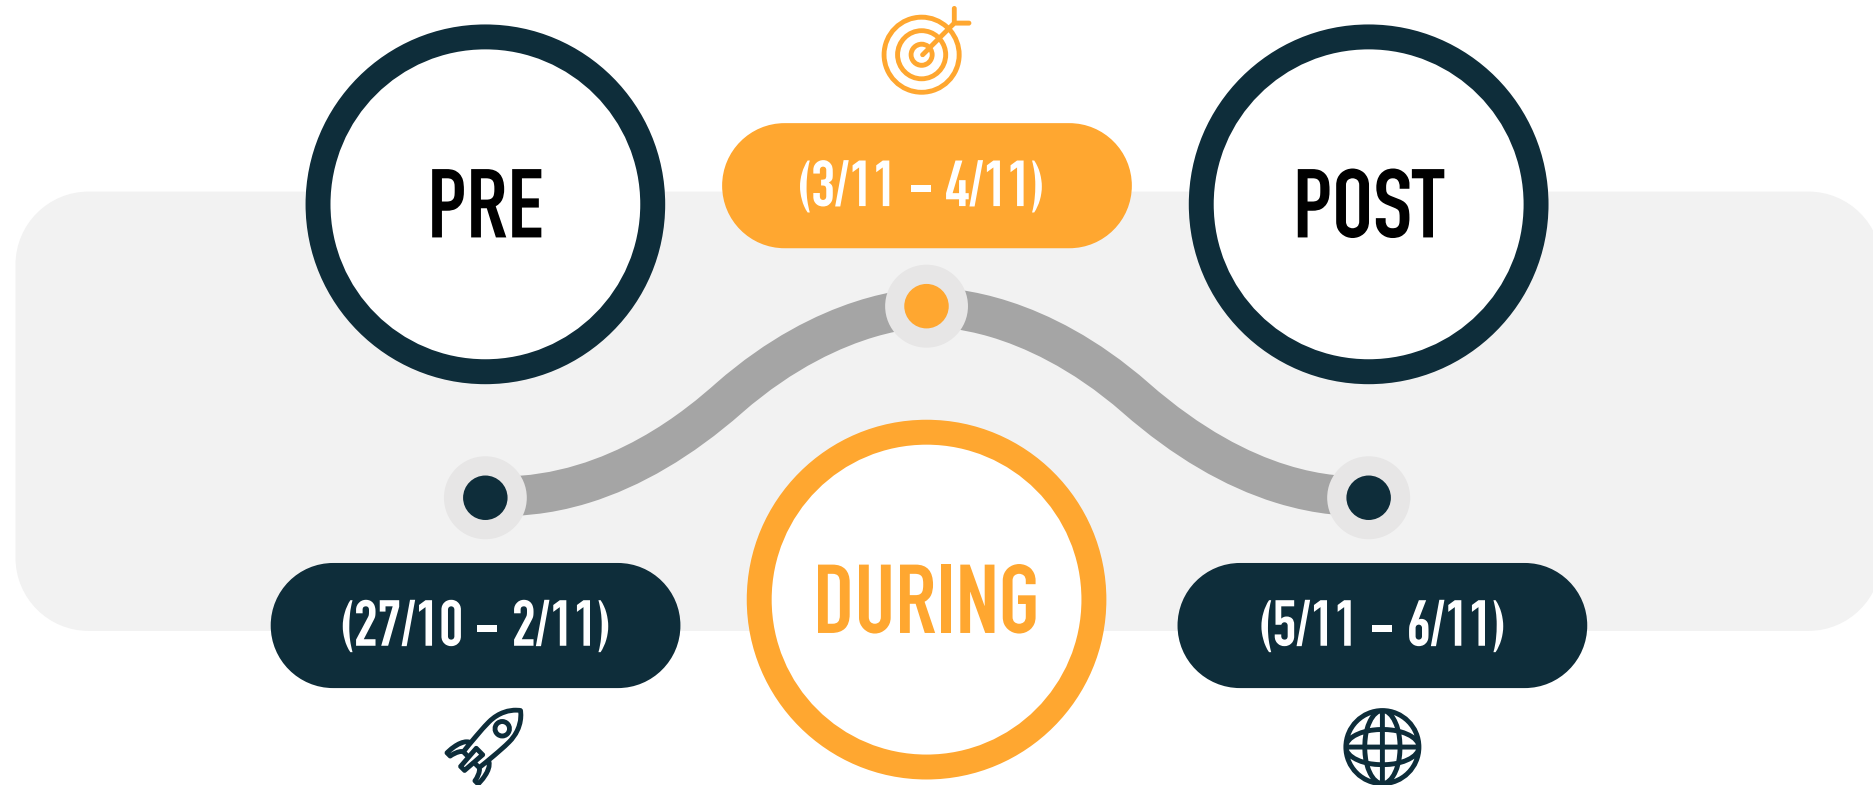 PRE
(27/10 – 2/11)
(3/11 – 4/11)
DURING
POST
(5/11 – 6/11)